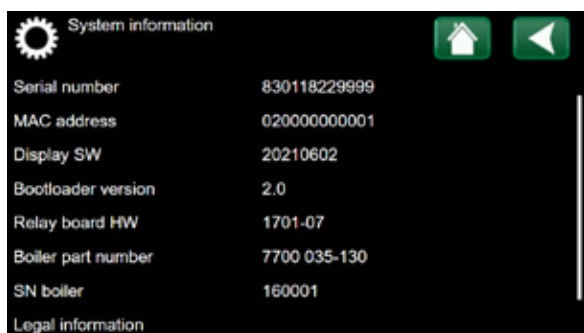 System information
Serial number 830118229999
MAC address 020000000001
Display SW 20210602
Bootloader version 2.0
Relay board HW 1701-07
Boiler part number 7700 035-130
SN boiler 160001
Legal information